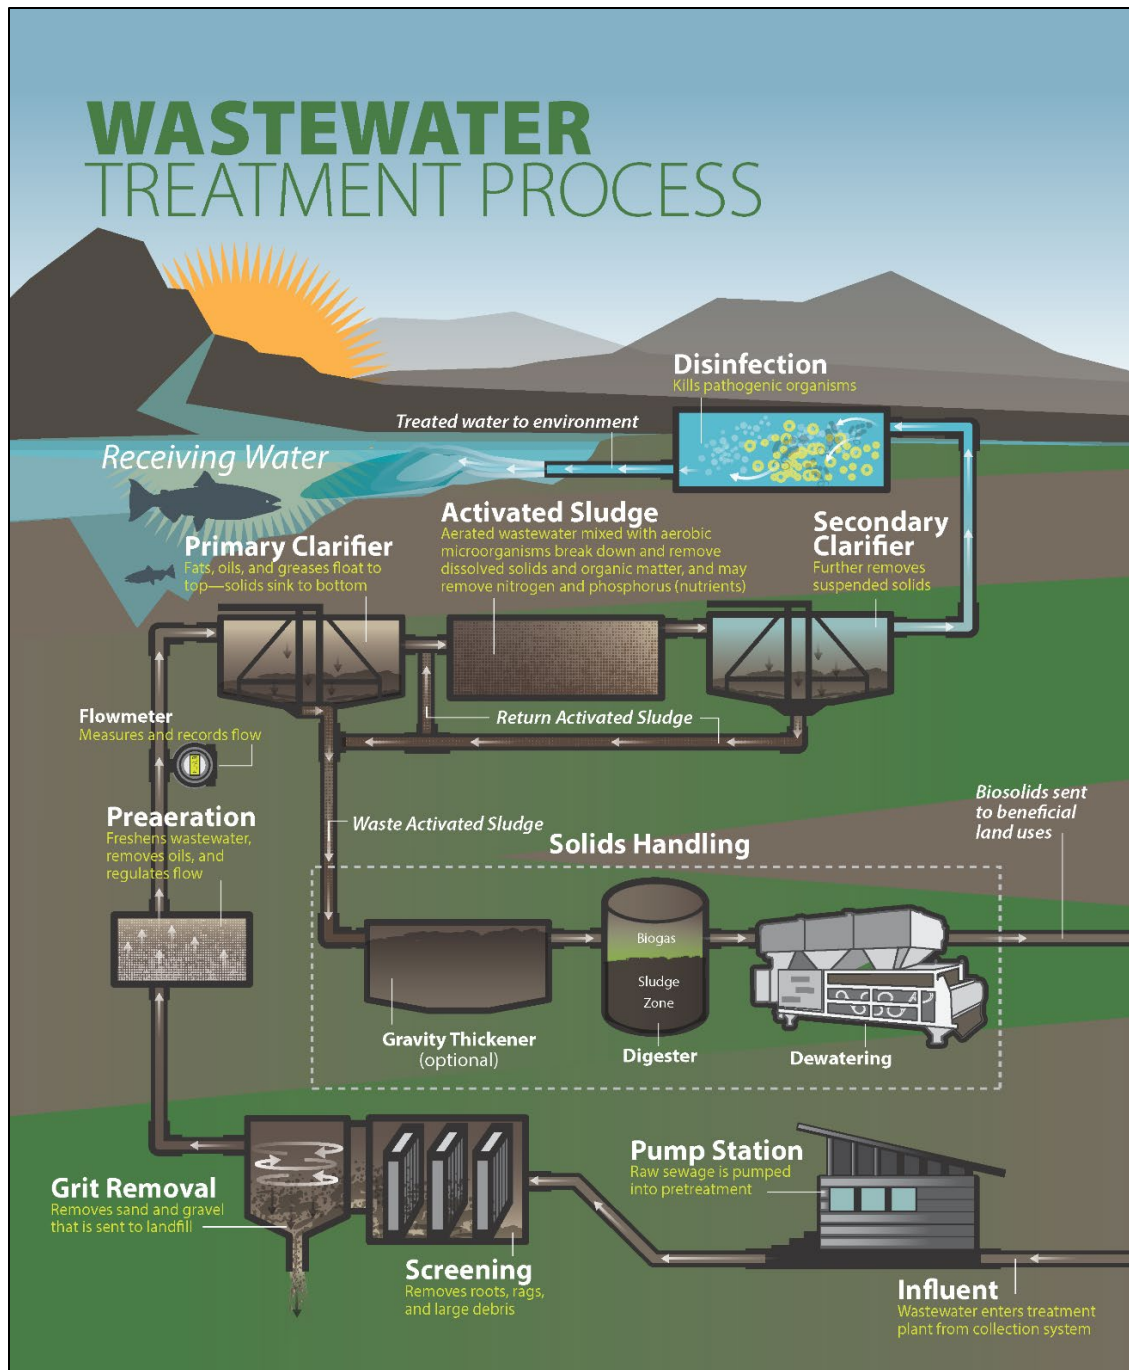 WASTEWATER
TREATMENT PROCESS
Disinfection
Kills pathogenic organisms
Treated water to environment
Receiving Water
Activated Sludge
Aerated wastewater mixed with aerobic
microorganisms break down and remove
dissolved solids and organic matter, and may
remove nitrogen and phosphorus (nutrients)
Secondary
Clarifier
Further removes
suspended solids
Primary Clarifier
Fats, oils, and greases float to
top—solids sink to bottom
Return Activated Sludge
Flowmeter
Measures and records flow
Preaeration
Freshens wastewater,
removes oils, and
regulates flow
Waste Activated Sludge
Biosolids sent
to beneficial
land uses
Solids Handling
Biogas
Sludge
Zone
Gravity Thickener
(optional)
Digester
Dewatering
Pump Station
Raw sewage is pumped
into pretreatment
Grit Removal
Removes sand and gravel
that is sent to landfill
Screening
Removes roots, rags,
and large debris
Influent
Wastewater enters treatment
plant from collection system